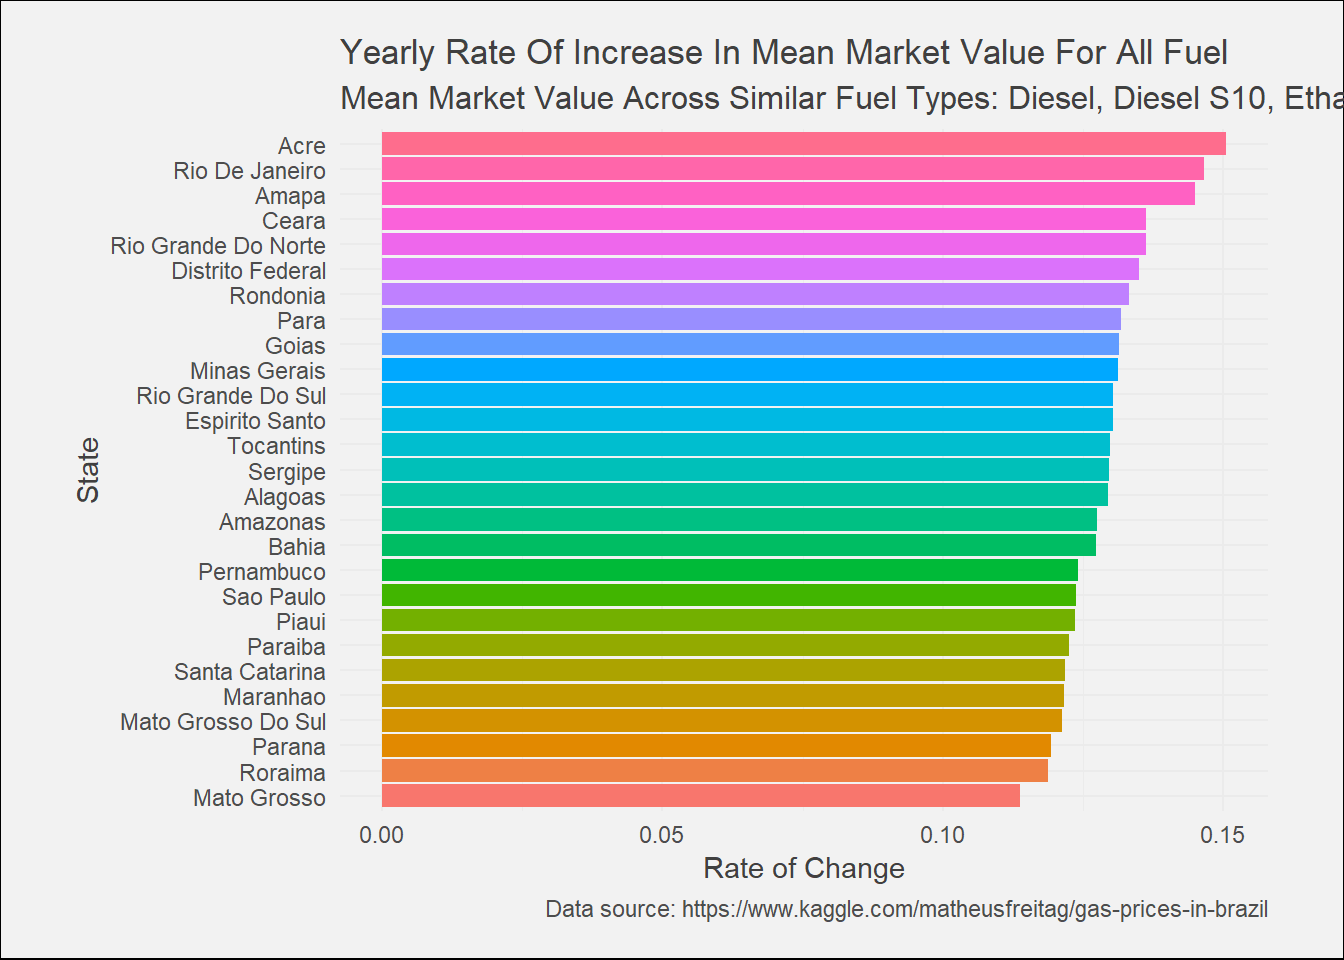 Yearly Rate Of Increase In Mean Market Value For All Fuel
Mean Market Value Across Similar Fuel Types: Diesel, Diesel S10, Etha
Acre
Rio De Janeiro
Amapa
Ceara
Rio Grande Do Norte
Distrito Federal
Rondonia
Para
Goias
Minas Gerais
Rio Grande Do Sul
Espirito Santo
Tocantins
Sergipe
Alagoas
Amazonas
Bahia
Pernambuco
Sao Paulo
Piaui
Paraiba
Santa Catarina
Maranhao
Mato Grosso Do Sul
Parana
Roraima
Mato Grosso
State
0.00 0.05 0.10 0.15
Rate of Change
Data source: https://www.kaggle.com/matheusfreitag/gas-prices-in-brazil